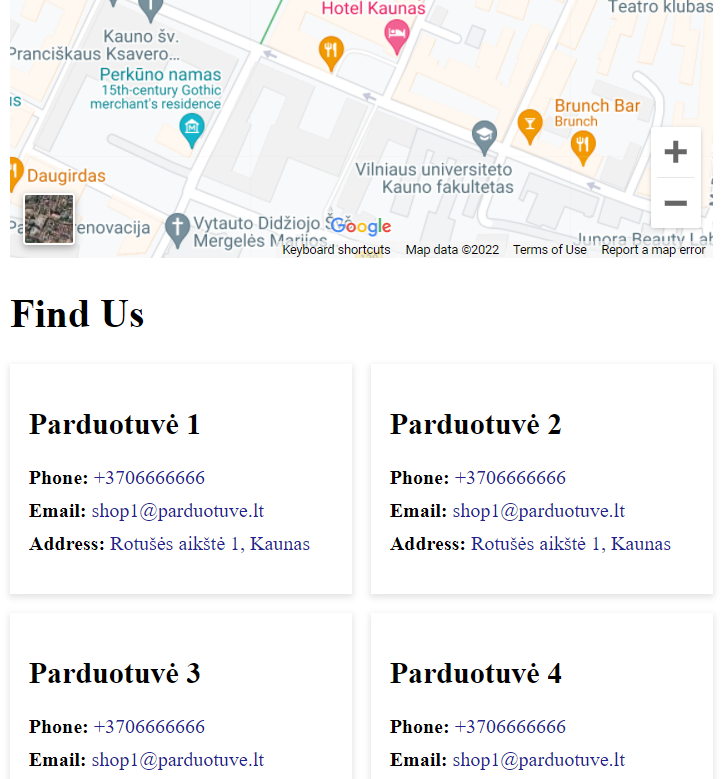 Hotel Kaunas
Teatro klubas
Kauno šv.
Pranciškaus Ksavero...
Perkūno namas
15th-century Gothic
merchant's residence
Brunch Bar
Brunch
Daugirdas
Vilniaus universiteto
Kauno fakultetas
renovacija
Vytauto Didžiojo
Mergelės Marijos
Google
Junora Beauty Lab
Keyboard shortcuts
Map data ©2022
Terms of Use
Report a map error
Find Us
Parduotuvė 1
Phone: +3706666666
Email: shop1@parduotuve.lt
Address: Rotušės aikštė 1, Kaunas
Parduotuvė 2
Phone: +3706666666
Email: shop1@parduotuve.lt
Address: Rotušės aikštė 1, Kaunas
Parduotuvė 3
Phone: +3706666666
Email: shop1@parduotuve.lt
Parduotuvė 4
Phone: +3706666666
Email: shop1@parduotuve.lt